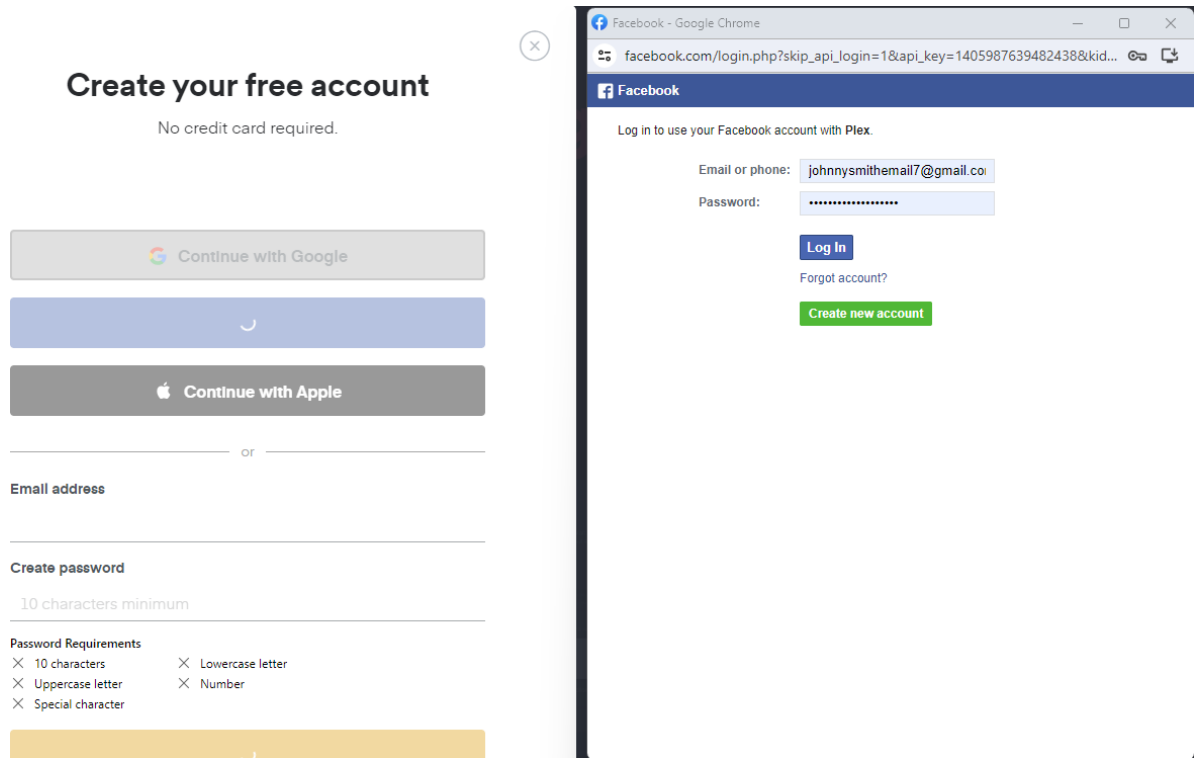 Create your free account
No credit card required.
Continue with Google
Continue with Apple
or
Email address
Create password
10 characters minimum
Password Requirements
10 characters
Lowercase letter
Uppercase letter
Number
Special character
Facebook - Google Chrome
facebook.com/login.php?skip_api_login=1&api_key=1405987639482438&kid...
Facebook
Log in to use your Facebook account with Plex.
Email or phone: johnnysmithemail7@gmail.co
Password: •••••••••••••••••••
Log In
Forgot account?
Create new account